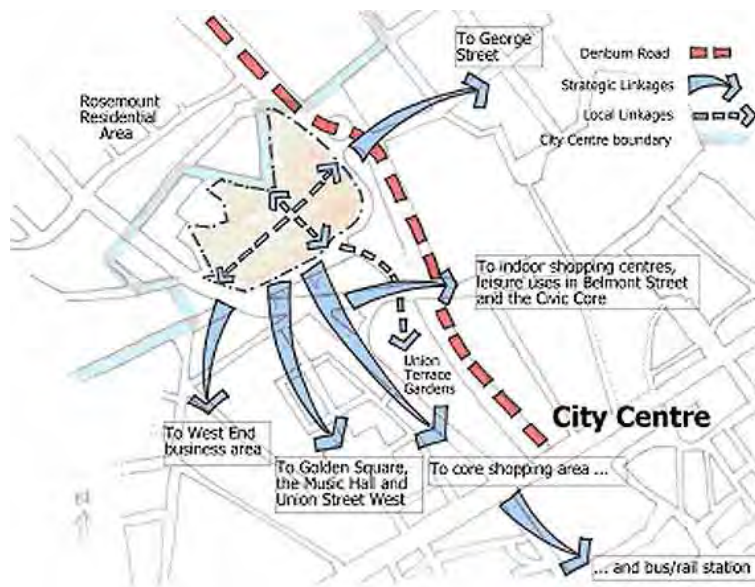 To George
Street
Denburn Road
Strategic Linkages
Local Linkages
City Centre boundary
Rosemount
Residential
Area
To indoor shopping centres,
leisure uses in Belmont Street
and the Civic Core
Union
Terrace
Gardens
City Centre
To West End
business area
To Golden Square,
the Music Hall and
Union Street West
To core shopping area ...
... and bus/rail station